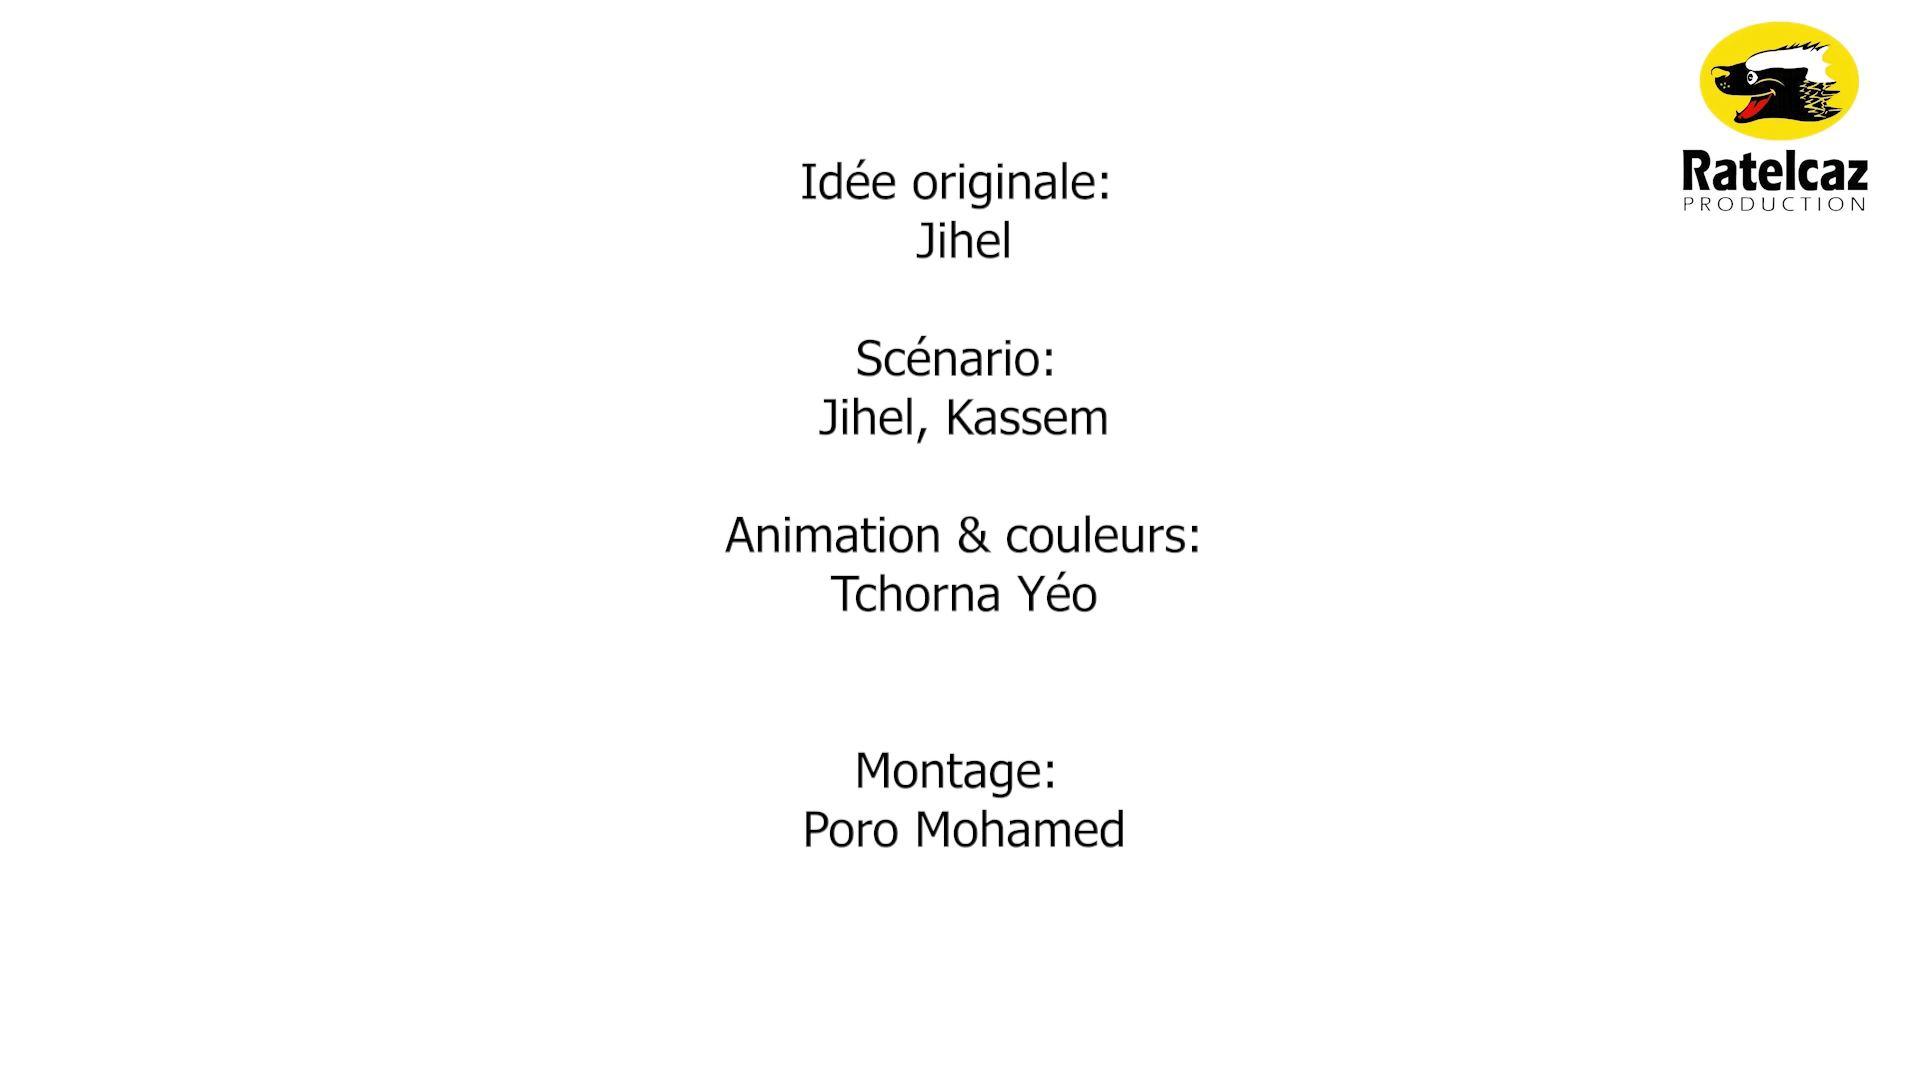 Idée originale:
Jihel
Scénario:
Jihel, Kassem
Animation & couleurs:
Tchorna Yéo
Montage:
Poro Mohamed
Ratelcaz
PRODUCTION